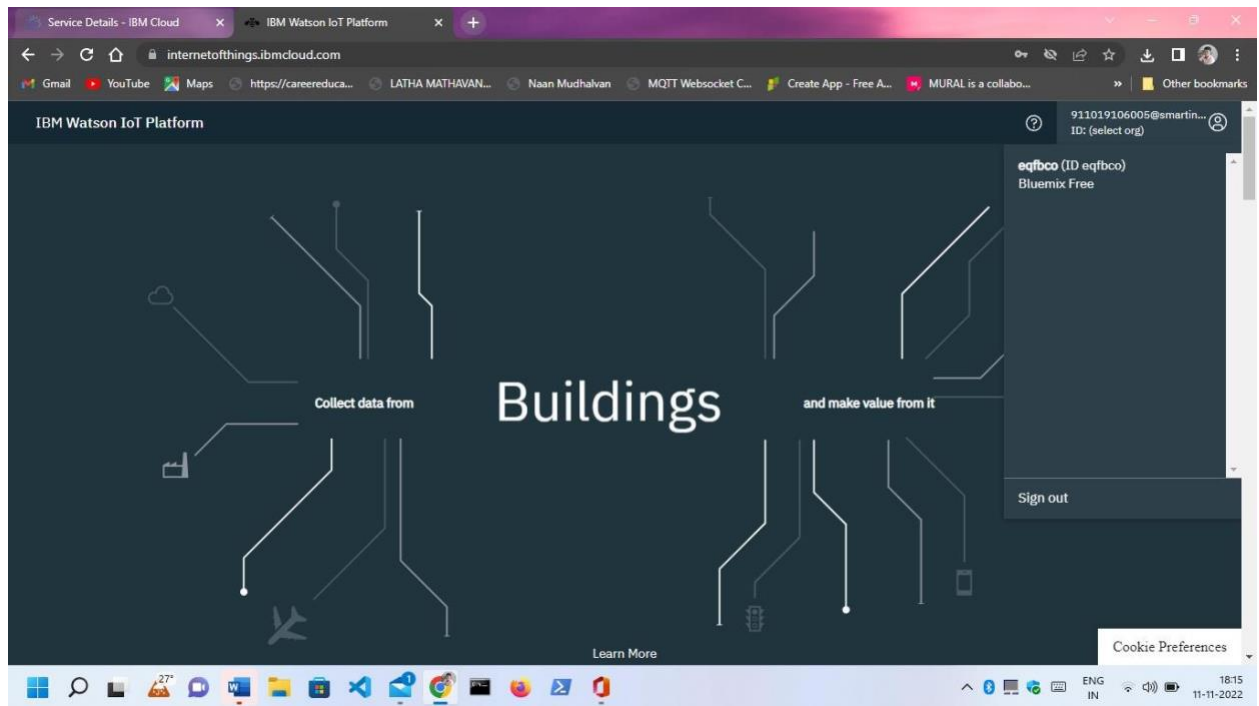 Service Details - IBM Cloud
IBM Watson IoT Platform
internetofthings.ibmcloud.com
Gmail YouTube Maps https://careereduca... LATHA MATHAVAN... Naan Mudhalvan MQTT Websocket C... Create App - Free A... MURAL is a collabo... » Other bookmarks
IBM Watson IoT Platform
911019106005@smartin...
ID: (select org)
eqfbco (ID eqfbco)
Bluemix Free
Collect data from Buildings and make value from it
Sign out
Learn More
Cookie Preferences
27°
ENG
IN
18:15
11-11-2022